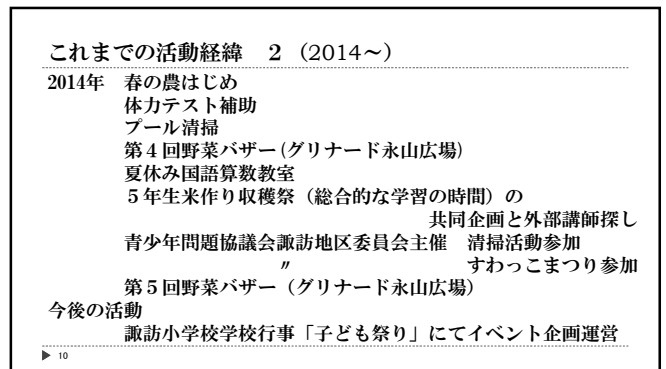 これまでの活動経緯　２（2014～）
2014年　春の農はじめ
体力テスト補助
プール清掃
第４回野菜バザー（グリナード永山広場）
夏休み国語算数教室
５年生米作り収穫祭（総合的な学習の時間）の
共同企画と外部講師探し
青少年問題協議会諏訪地区委員会主催　清掃活動参加
〃　すわっこまつり参加
第５回野菜バザー（グリナード永山広場）
今後の活動
諏訪小学校学校行事「子ども祭り」にてイベント企画運営
▶ 10